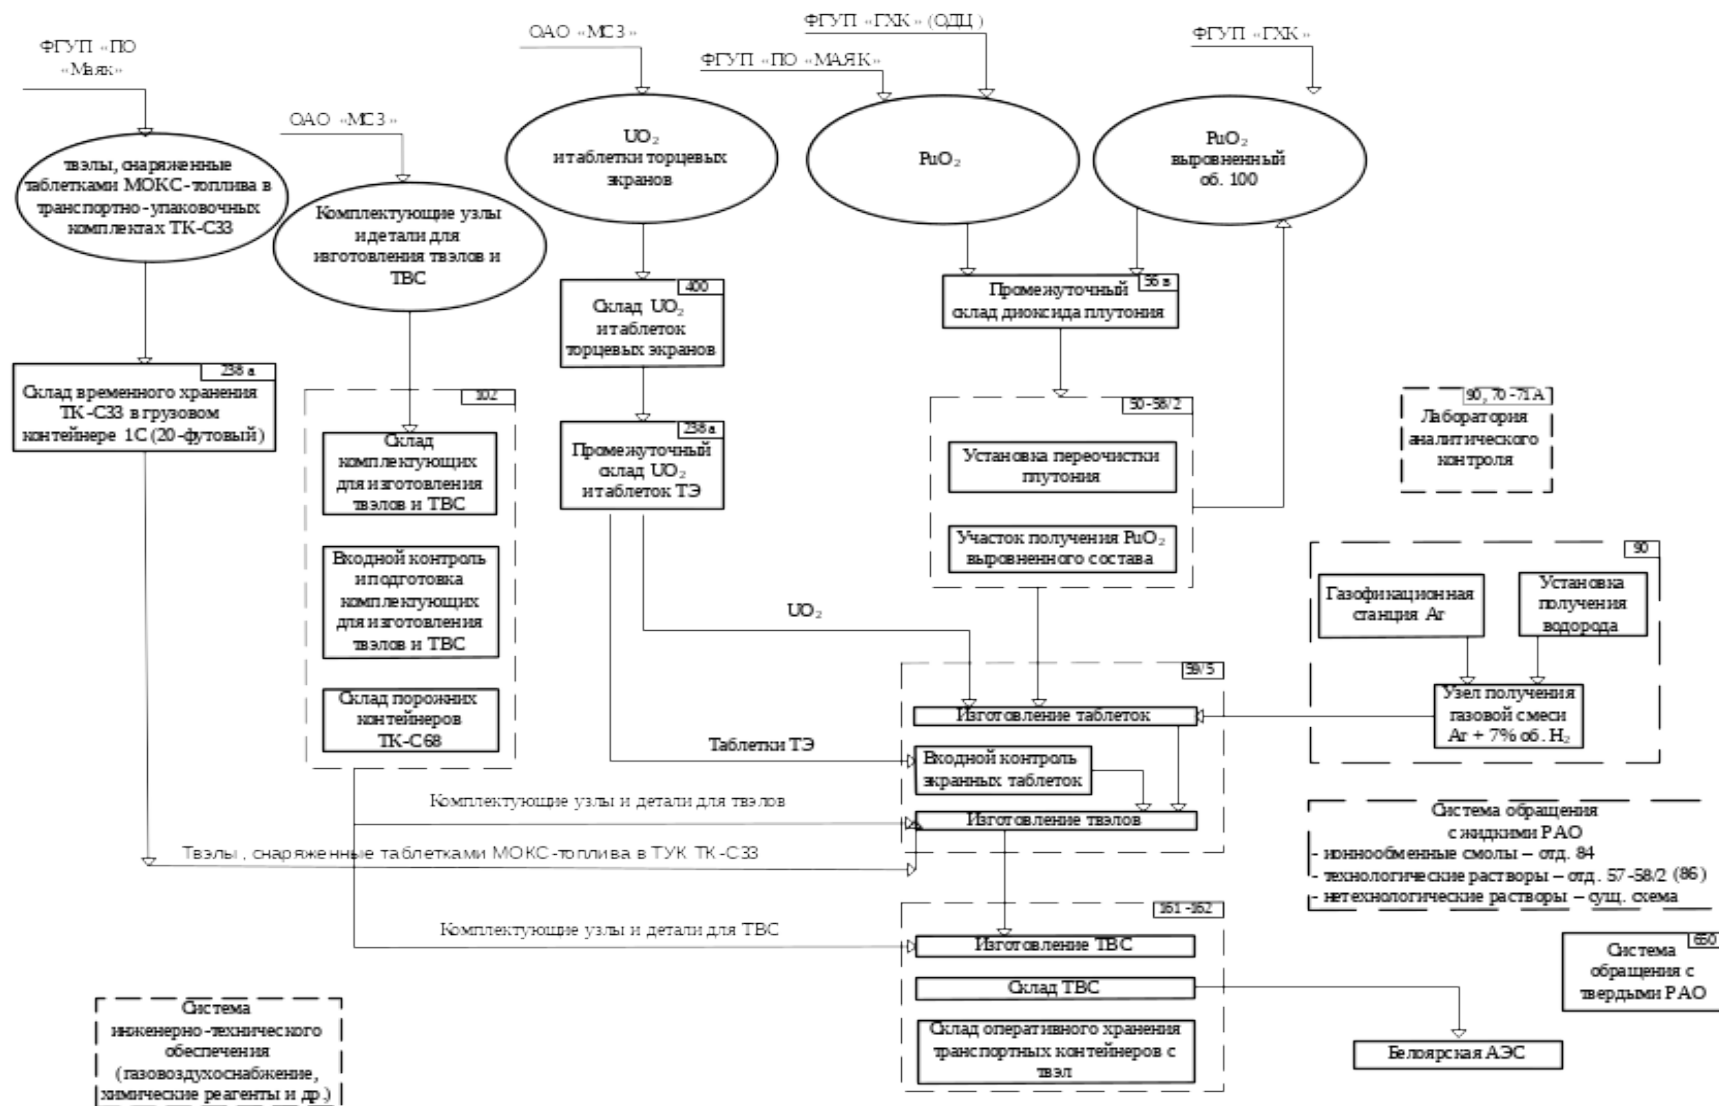 ФГУП «ПО
«Маяк»
ОАО «МСЗ»
ОАО «МСЗ»
ФГУП «ГХК» (ОДЦ)
ФГУП «ПО «МАЯК»
ФГУП «ГХК»
твэлы, снаряженные
таблетками МОКС-топлива в
транспортно-упаковочных
комплектах ТК-С33
Комплектующие узлы
и детали для
изготовления твэлов и
ТВС
UO₂
и таблетки торцевых
экранов
PuO₂
PuO₂
выровненный
об. 100
238 а
Склад временного хранения
ТК-С33 в грузовом
контейнере 1С (20-футовый)
102
Склад
комплектующих
для изготовления
твэлов и ТВС
Входной контроль
и подготовка
комплектующих
для изготовления
твэлов и ТВС
Склад порожних
контейнеров
ТК-С68
400
Склад UO₂
и таблеток
торцевых экранов
238а
Промежуточный
склад UO₂
и таблеток ТЭ
56 в
Промежуточный
склад диоксида плутония
50-58/2
Установка переочистки
плутония
Участок получения PuO₂
выровненного состава
90, 70-71А
Лаборатория
аналитического
контроля
90
Газофикационная
станция Ar
Установка
получения
водорода
Узел получения
газовой смеси
Ar + 7% об. H₂
UO₂
Таблетки ТЭ
Комплектующие узлы и детали для твэлов
Твэлы, снаряженные таблетками МОКС-топлива в ТУК ТК-С33
Комплектующие узлы и детали для ТВС
59/5
Изготовление таблеток
Входной контроль
экранных таблеток
Изготовление твэлов
161-162
Изготовление ТВС
Склад ТВС
Склад оперативного хранения
транспортных контейнеров с
твэл
Система обращения
с жидкими РАО
- ионнообменные смолы – отд. 84
- технологические растворы – отд. 57-58/2 (86)
- нетехнологические растворы – сущ. схема
650
Система
обращения с
твердыми РАО
Белоярская АЭС
Система
инженерно-технического
обеспечения
(газовоздухоснабжение,
химические реагенты и др.)